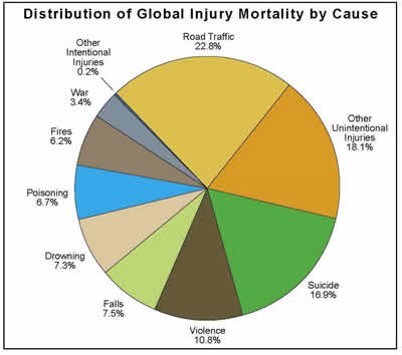 Distribution of Global Injury Mortality by Cause
Road Traffic
22.8%
Other
Unintentional
Injuries
18.1%
Suicide
16.9%
Violence
10.8%
Falls
7.5%
Drowning
7.3%
Poisoning
6.7%
Fires
6.2%
War
3.4%
Other
Intentional
Injuries
0.2%